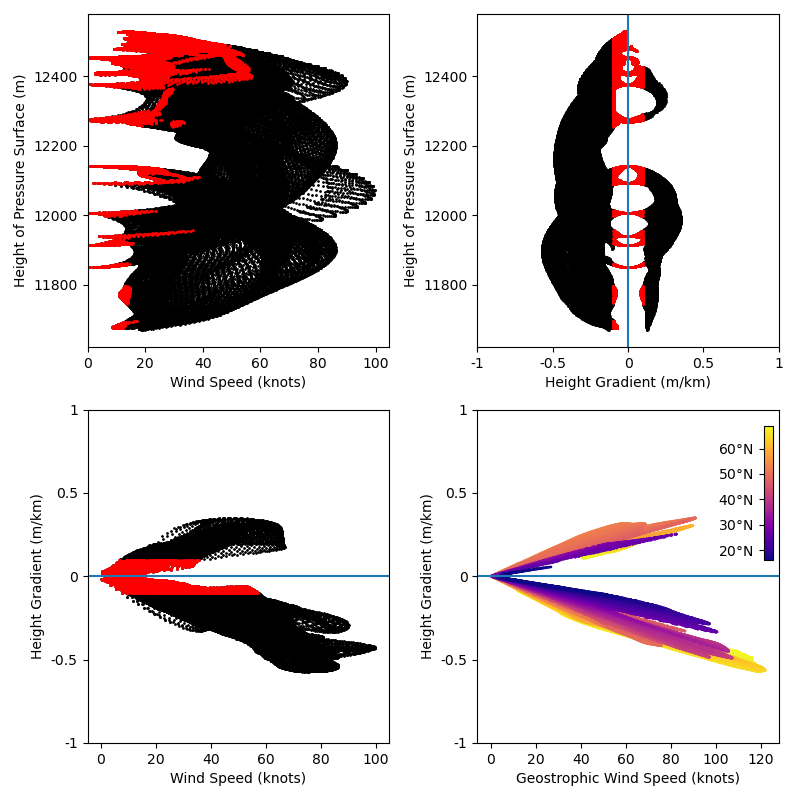 Height of Pressure Surface (m)
12400
12200
12000
11800
0 20 40 60 80 100
Wind Speed (knots)
Height of Pressure Surface (m)
12400
12200
12000
11800
-1 -0.5 0 0.5 1
Height Gradient (m/km)
Height Gradient (m/km)
1
0.5
0
-0.5
-1
0 20 40 60 80 100
Wind Speed (knots)
Height Gradient (m/km)
1
0.5
0
-0.5
-1
0 20 40 60 80 100 120
Geostrophic Wind Speed (knots)
60°N
50°N
40°N
30°N
20°N